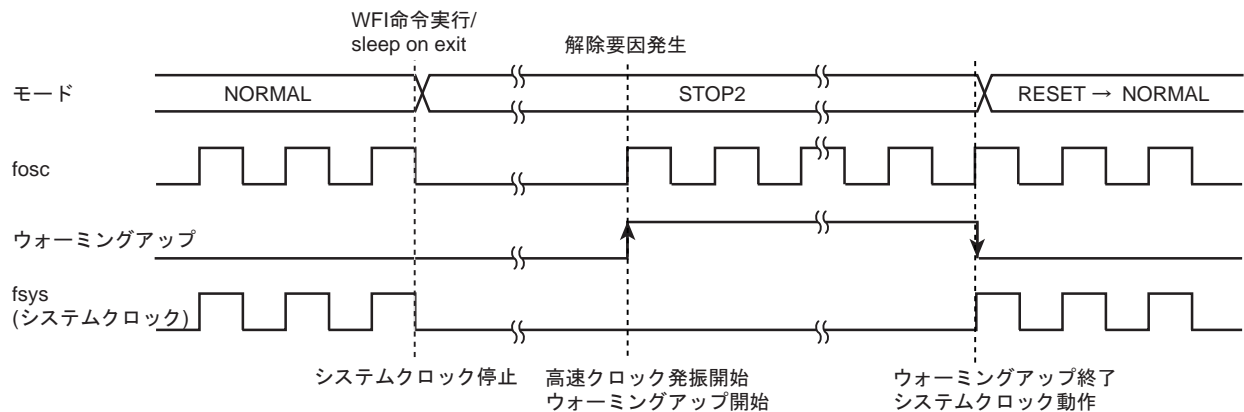 WFI命令実行/
sleep on exit
解除要因発生
モード
NORMAL
STOP2
RESET → NORMAL
fosc
ウォーミングアップ
fsys
(システムクロック)
システムクロック停止
高速クロック発振開始
ウォーミングアップ開始
ウォーミングアップ終了
システムクロック動作